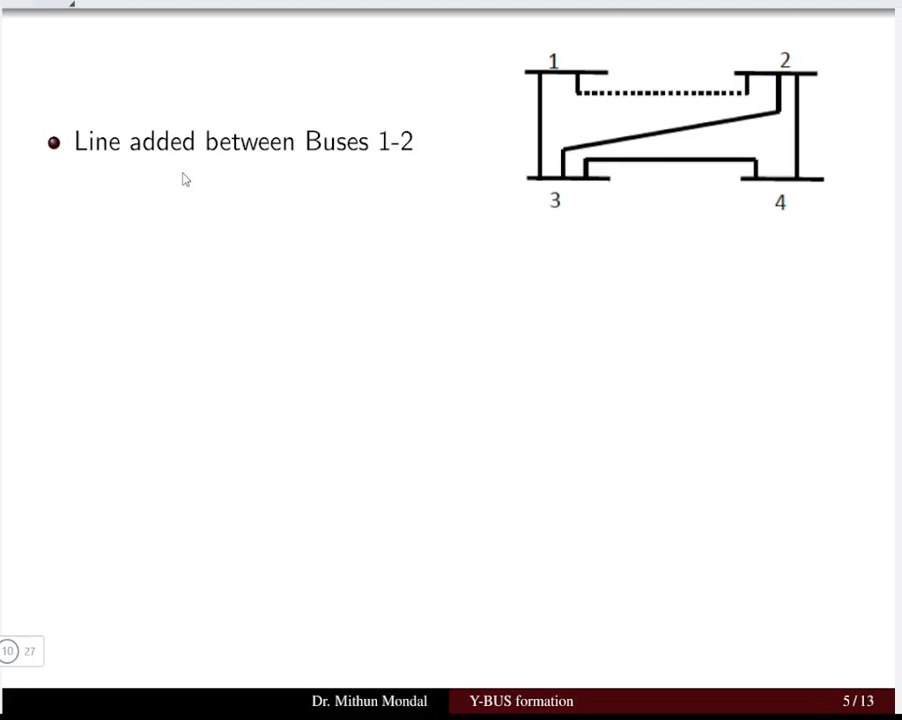 1
2
Line added between Buses 1-2
3
4
10 27
Dr. Mithun Mondal
Y-BUS formation
5/13